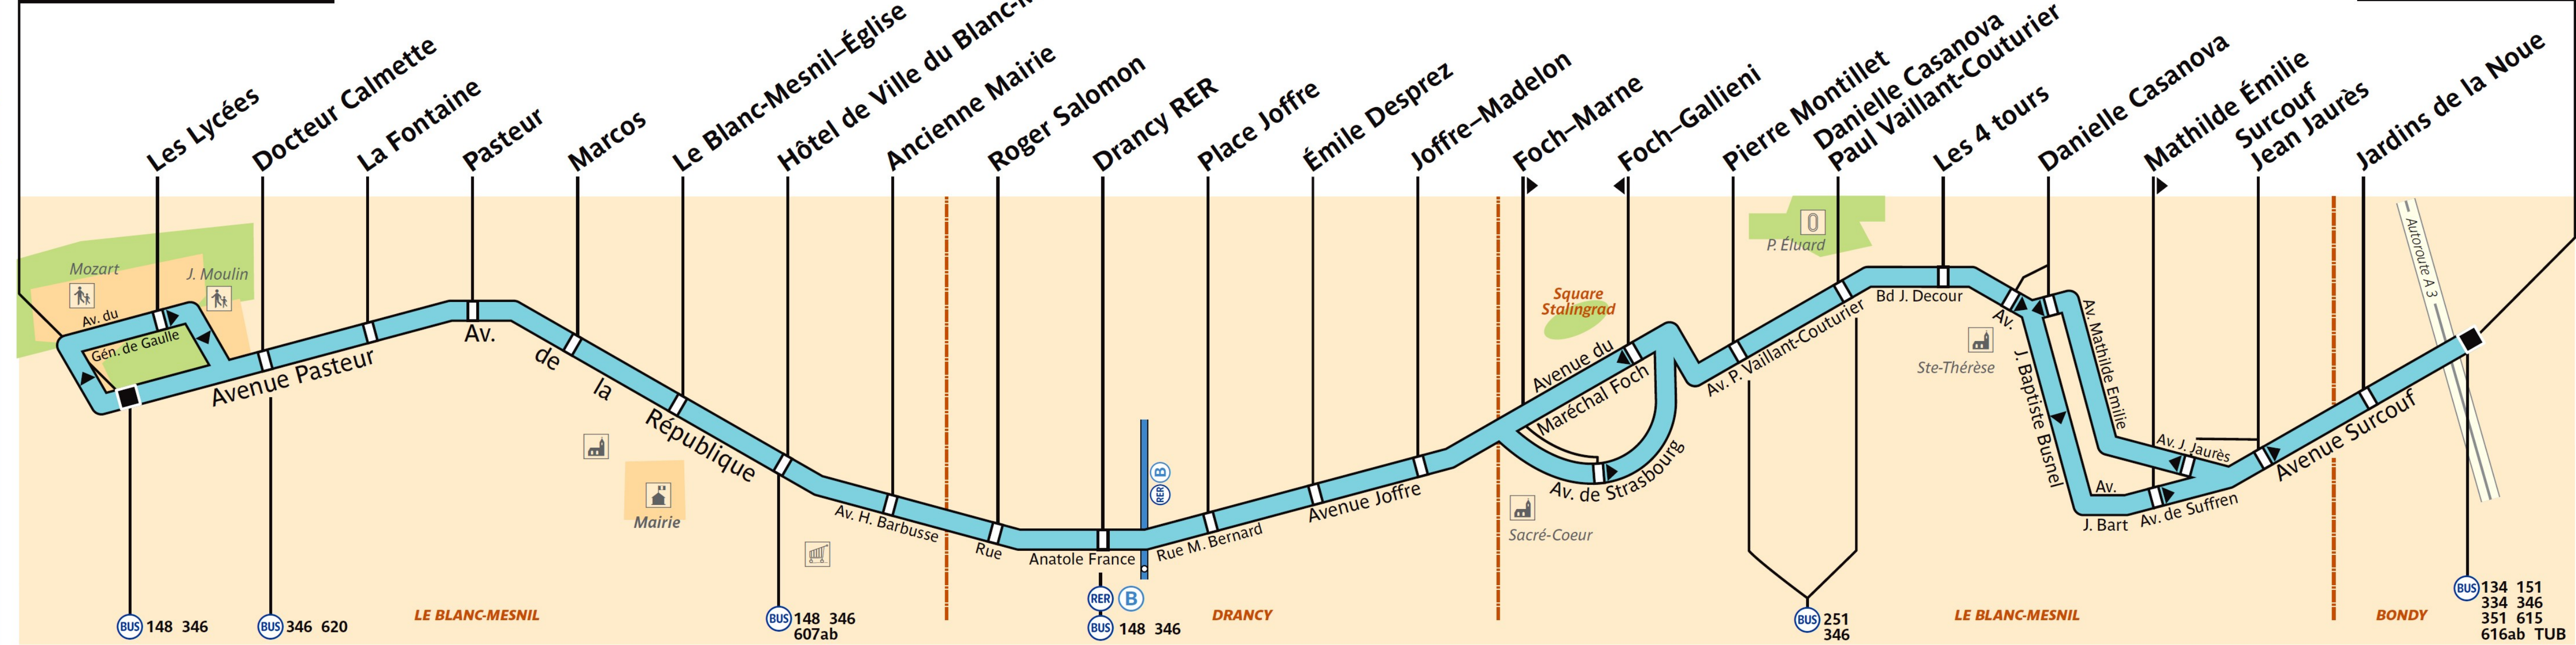 Les Lycées
Docteur Calmette
La Fontaine
Pasteur
Marcos
Le Blanc-Mesnil–Église
Hôtel de Ville du Blanc-
Ancienne Mairie
Roger Salomon
Drancy RER
Place Joffre
Émile Desprez
Joffre–Madelon
Foch–Marne
Foch–Gallieni
Pierre Montillet
Danielle Casanova
Paul Vaillant-Couturier
Les 4 tours
Danielle Casanova
Mathilde Émilie
Surcouf
Jean Jaurès
Jardins de la Noue
Mozart
J. Moulin
Av. du
Gén. de Gaulle
Avenue Pasteur
Av.
de
la
République
Mairie
Av. H. Barbusse
Rue
Anatole France
RER B
Rue M. Bernard
Avenue Joffre
Square
Stalingrad
Avenue du
Maréchal Foch
Av. de Strasbourg
Sacré-Coeur
P. Éluard
Av. P. Vaillant-Couturier
Bd J. Decour
Ste-Thérèse
Av.
J. Baptiste Busnel
Av. Mathilde Emilie
Av. J. Jaurès
Av.
J. Bart
Av. de Suffren
Avenue Surcouf
Autoroute A 3
BUS 148 346
BUS 346 620
LE BLANC-MESNIL
BUS 148 346
607ab
RER B
BUS 148 346
DRANCY
BUS 251
346
LE BLANC-MESNIL
BONDY
BUS 134 151
334 346
351 615
616ab TUB